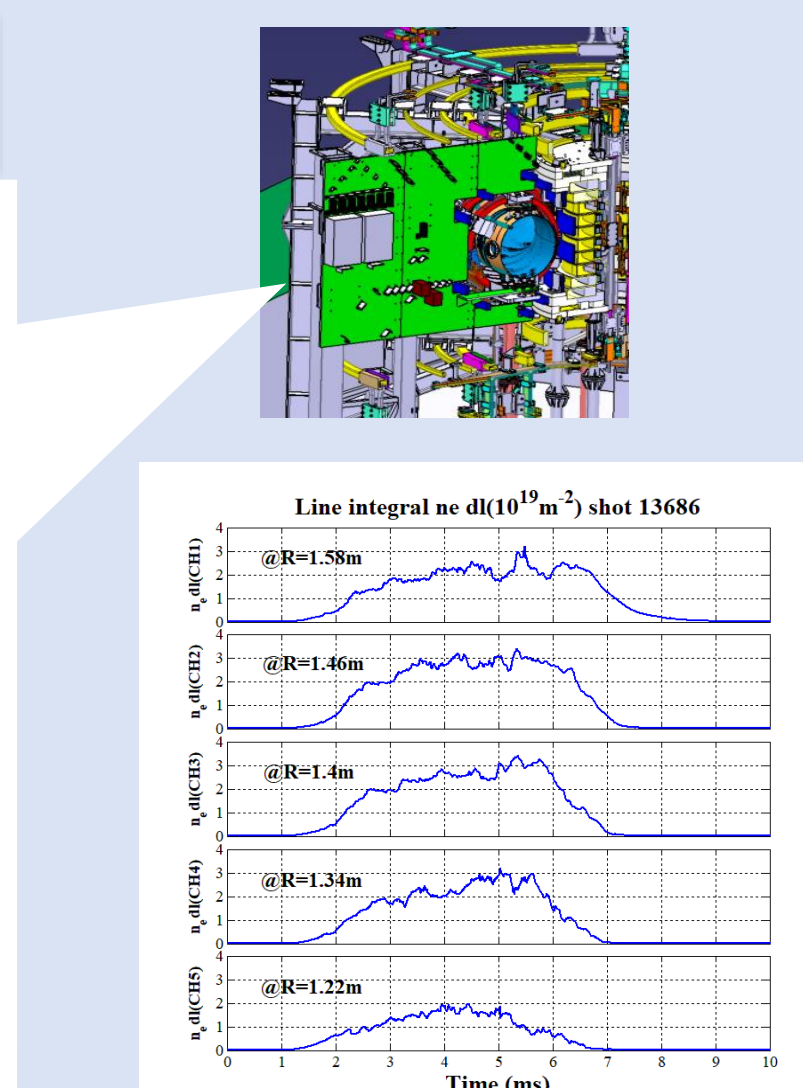 Line integral ne dl(10^19 m^-2) shot 13686
4
3
2
1
0
n_e dl(CH1)
@R=1.58m
4
3
2
1
0
n_e dl(CH2)
@R=1.46m
4
3
2
1
0
n_e dl(CH3)
@R=1.4m
4
3
2
1
0
n_e dl(CH4)
@R=1.34m
4
3
2
1
0
n_e dl(CH5)
@R=1.22m
0 1 2 3 4 5 6 7 8 9 10
Time (ms)